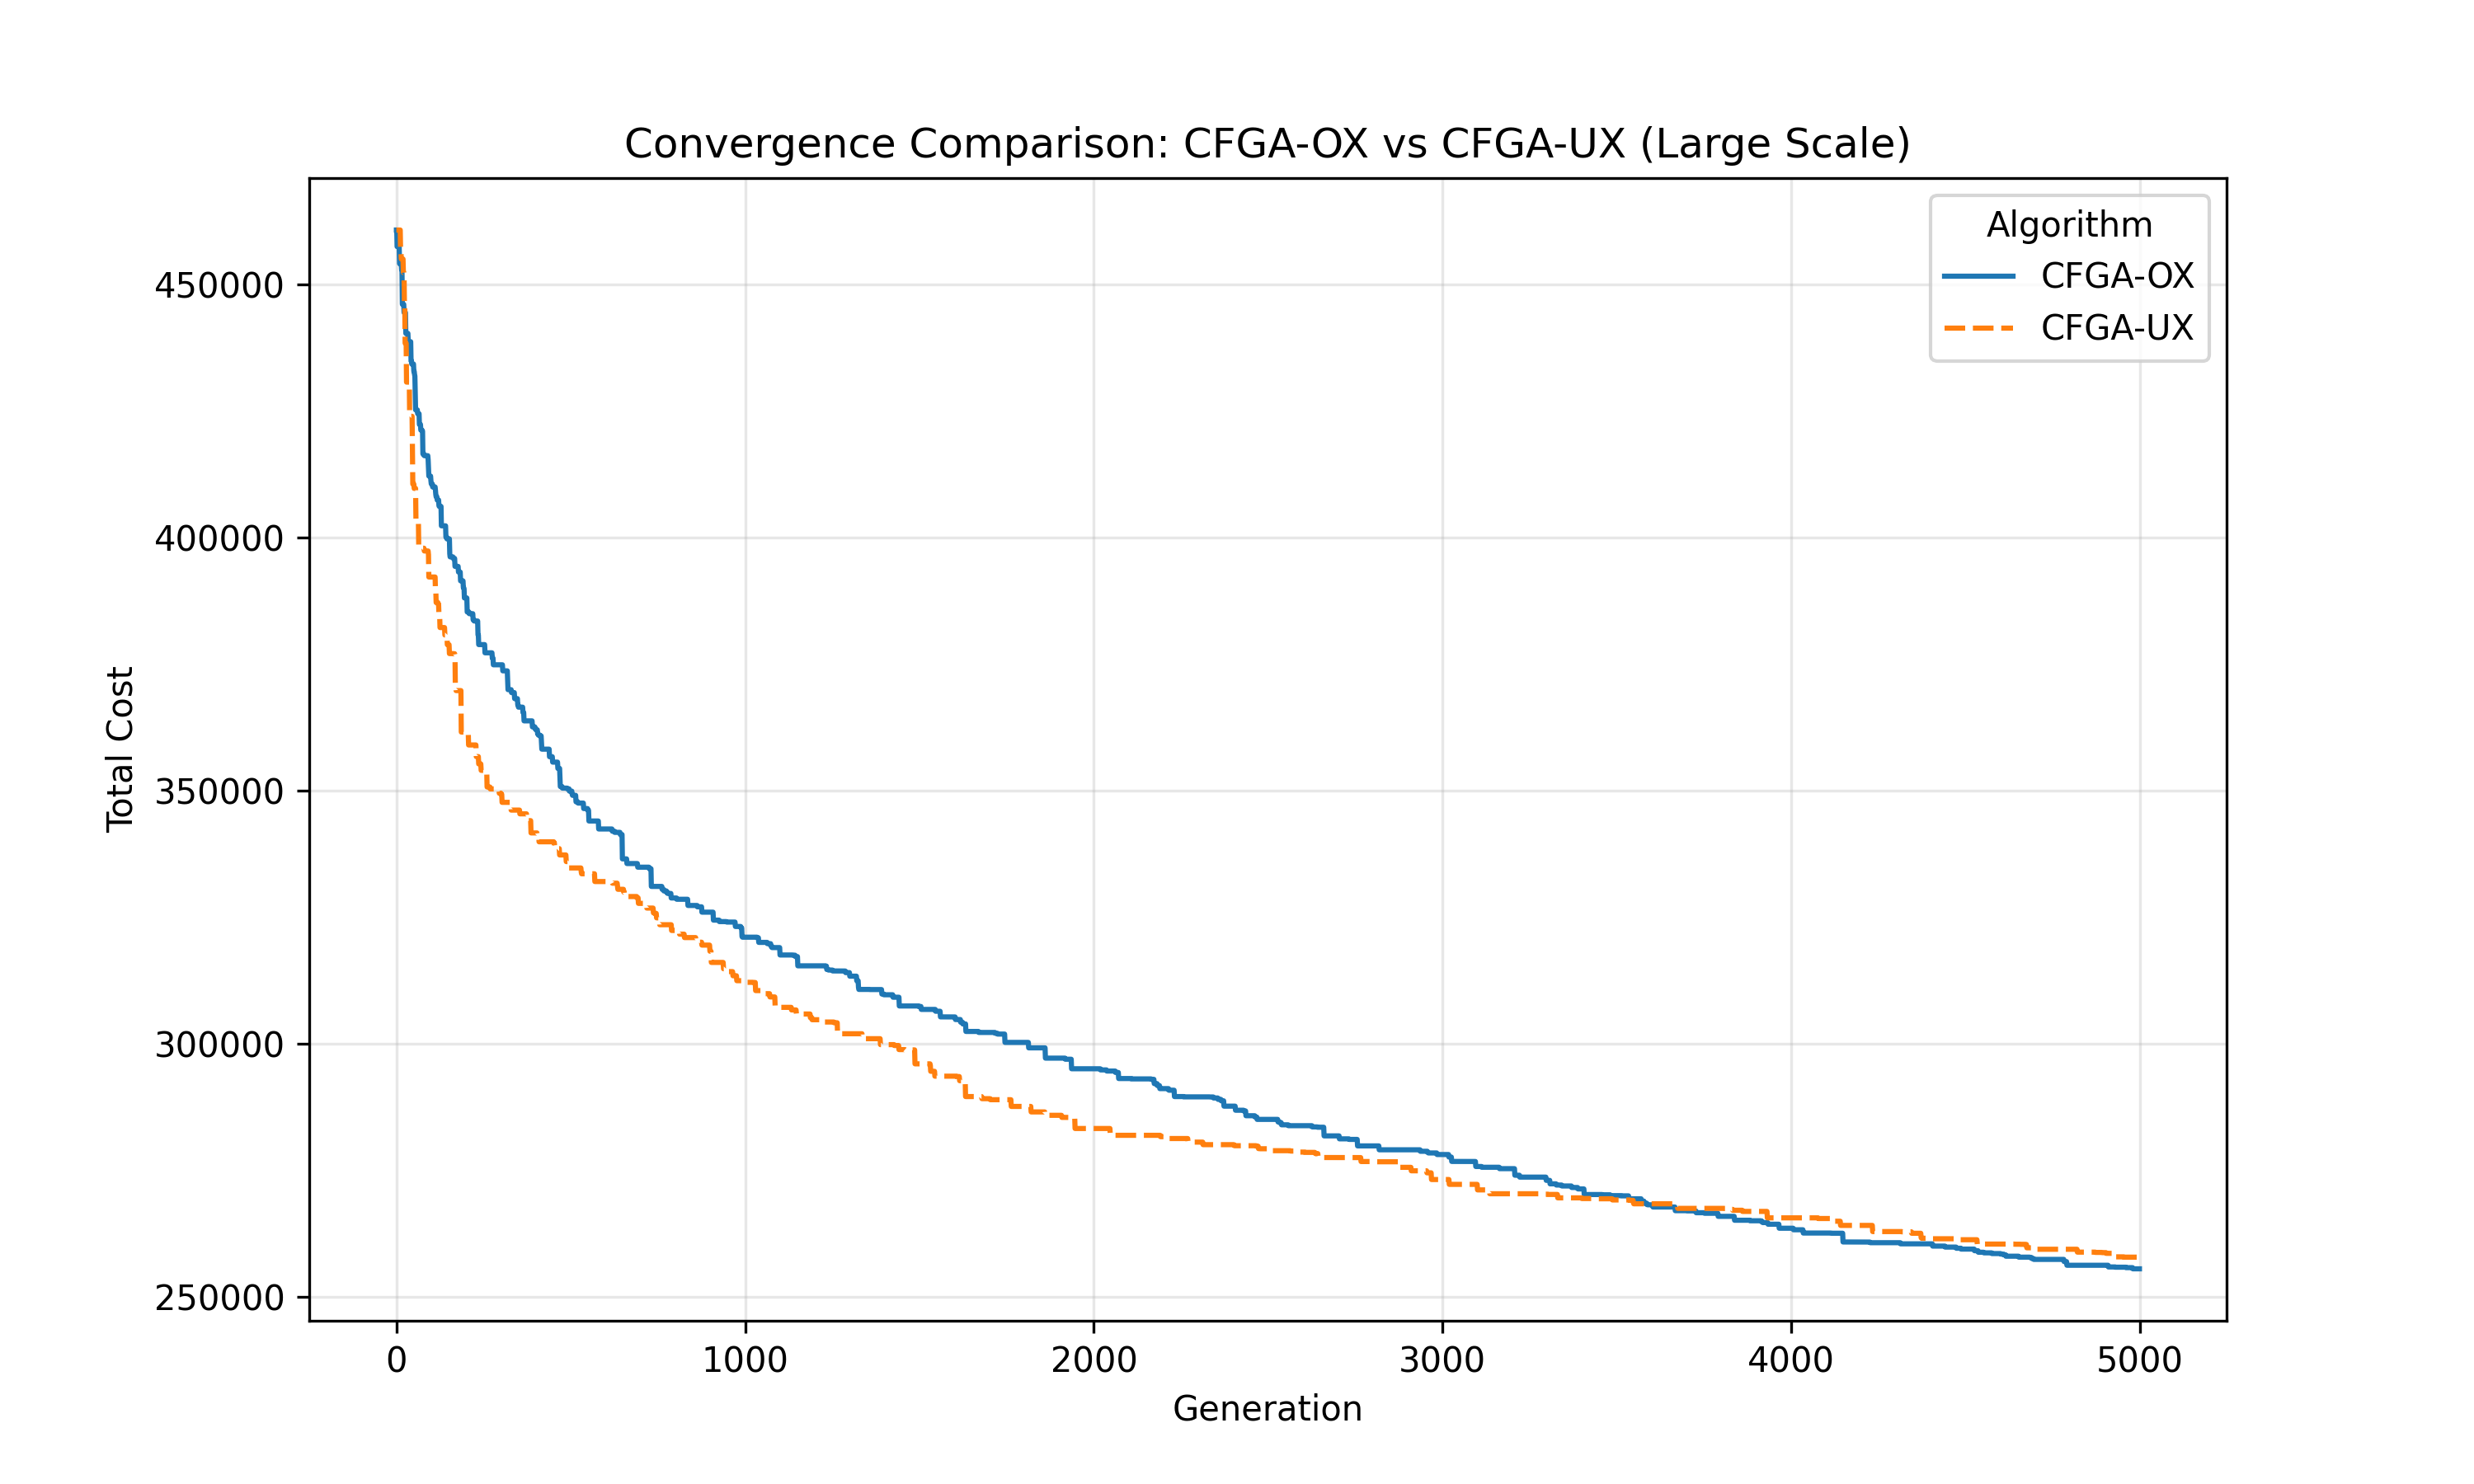 Convergence Comparison: CFGA-OX vs CFGA-UX (Large Scale)
Algorithm
CFGA-OX
CFGA-UX
Total Cost
450000
400000
350000
300000
250000
0
1000
2000
3000
4000
5000
Generation